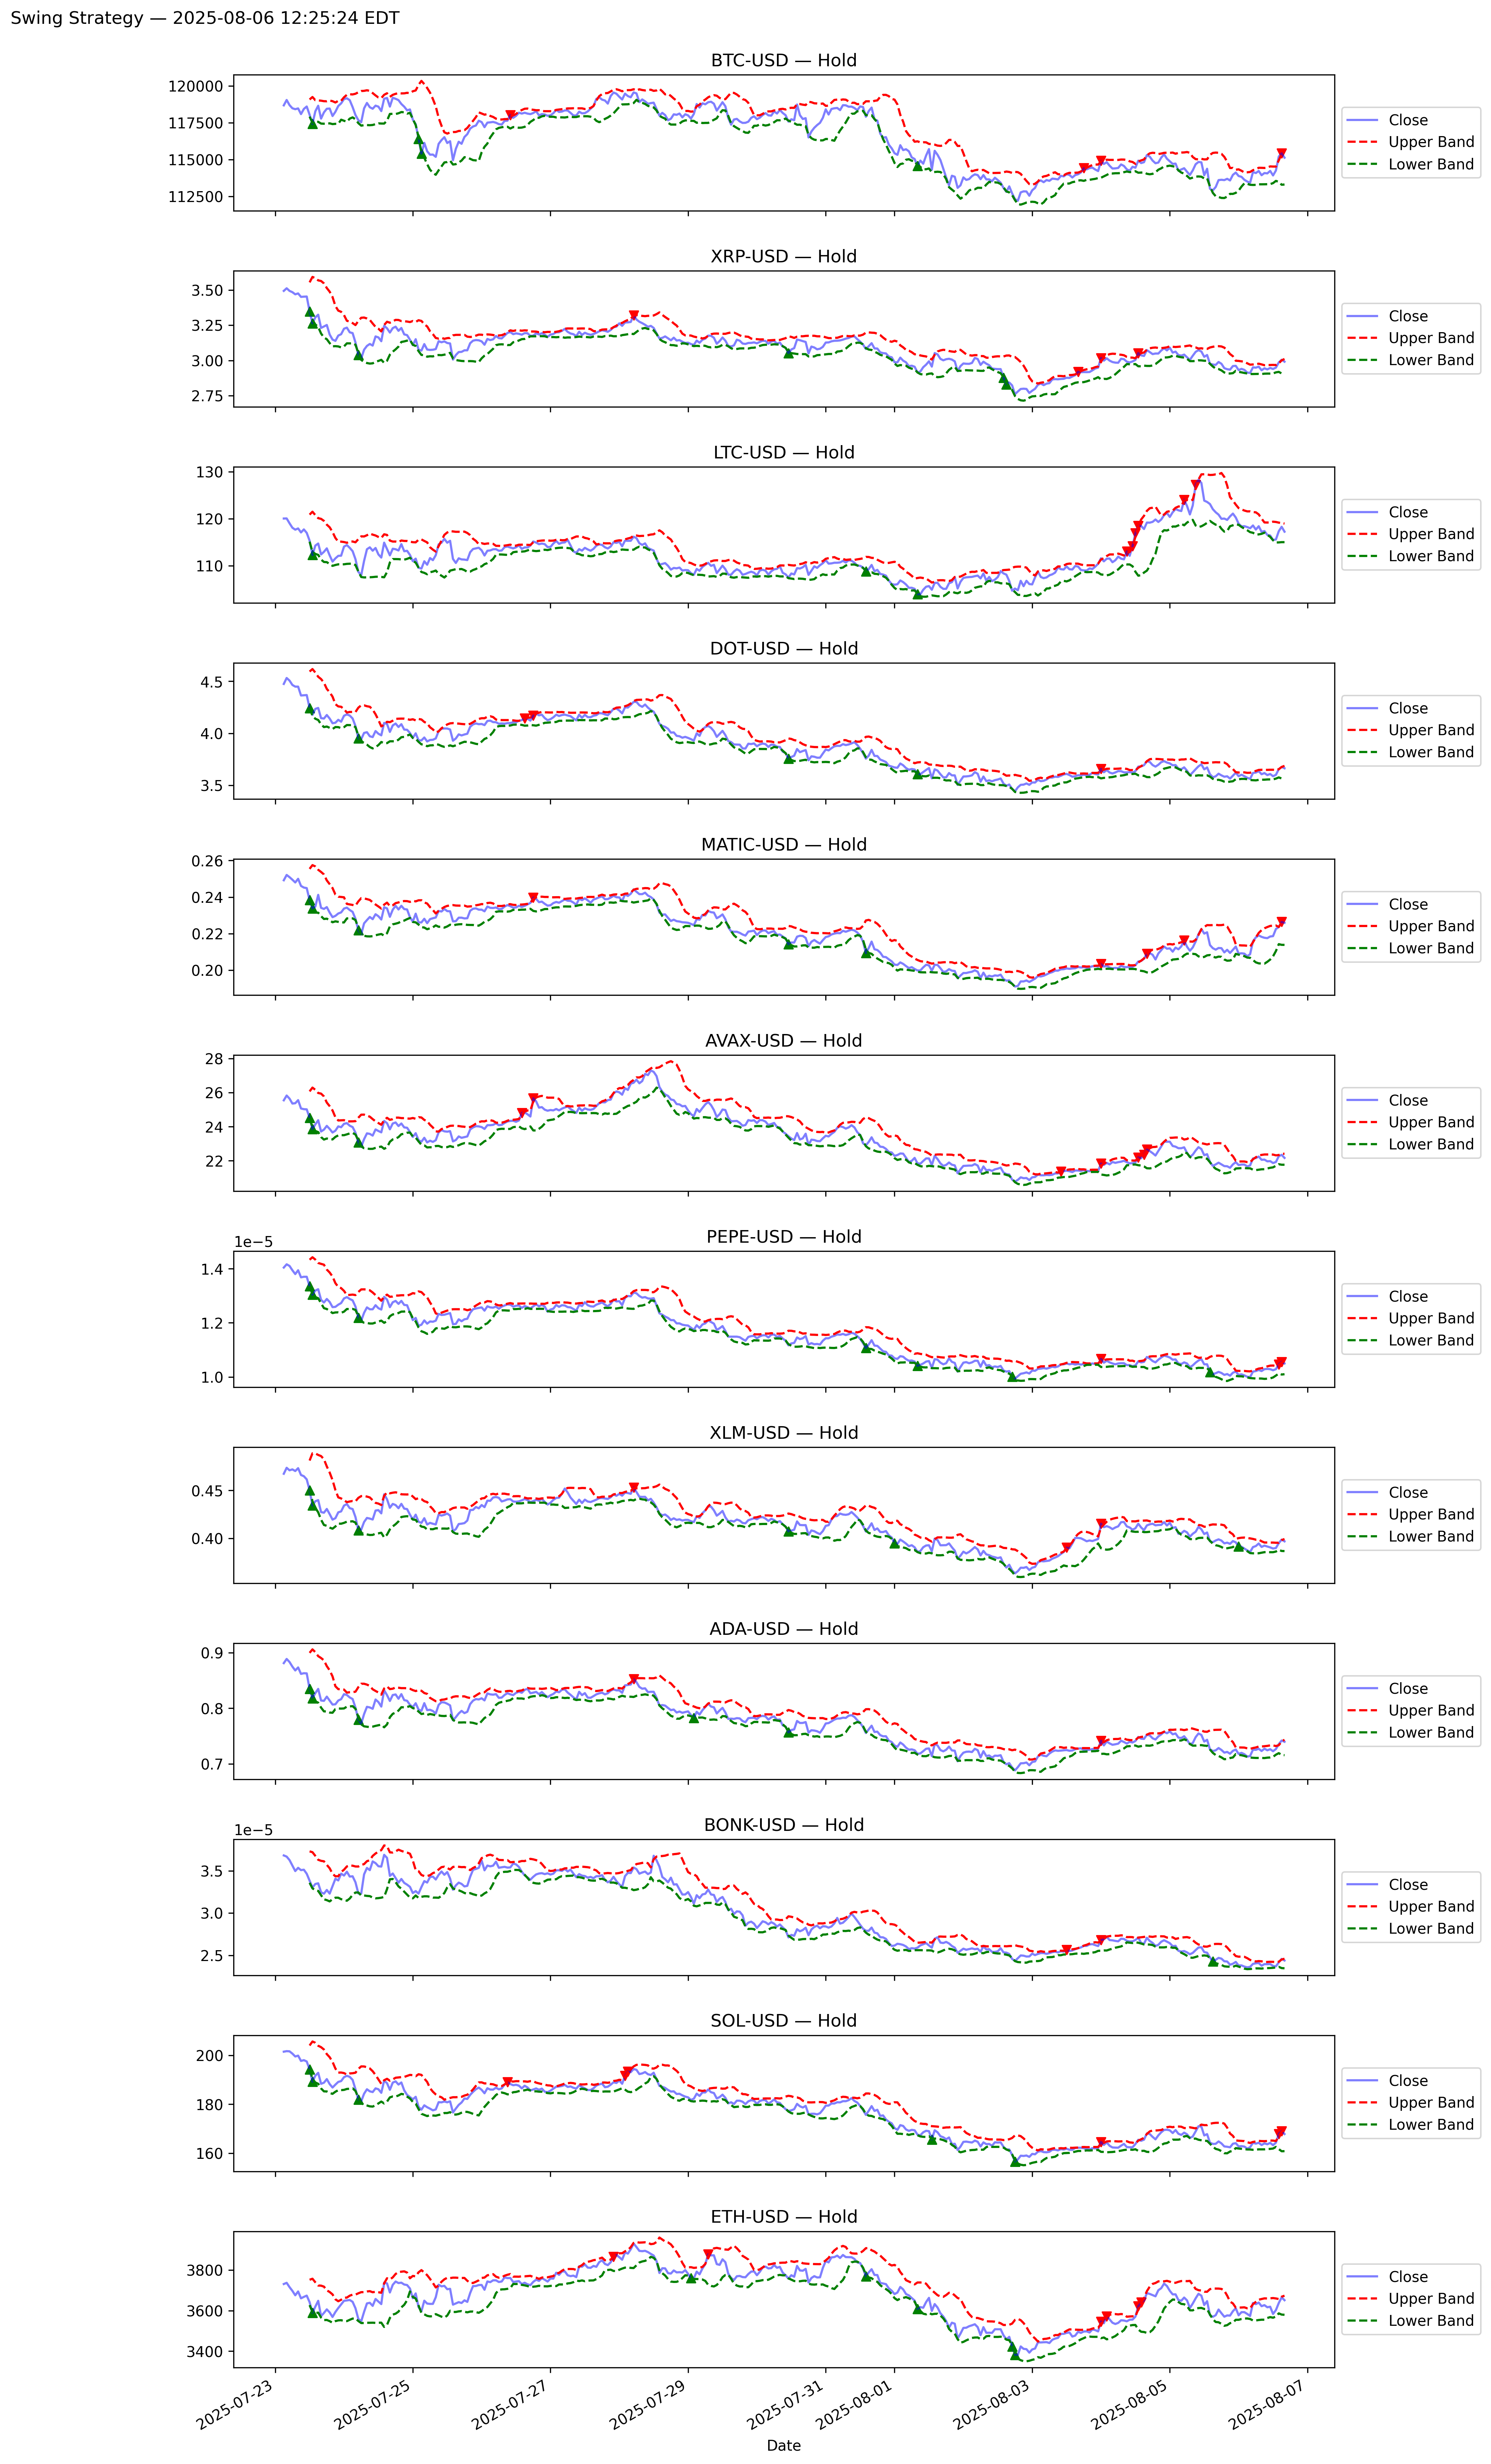 Swing Strategy — 2025-08-06 12:25:24 EDT
BTC-USD — Hold
120000
117500
115000
112500
Close
Upper Band
Lower Band
XRP-USD — Hold
3.50
3.25
3.00
2.75
Close
Upper Band
Lower Band
LTC-USD — Hold
130
120
110
Close
Upper Band
Lower Band
DOT-USD — Hold
4.5
4.0
3.5
Close
Upper Band
Lower Band
MATIC-USD — Hold
0.26
0.24
0.22
0.20
Close
Upper Band
Lower Band
AVAX-USD — Hold
28
26
24
22
Close
Upper Band
Lower Band
PEPE-USD — Hold
1e−5
1.4
1.2
1.0
Close
Upper Band
Lower Band
XLM-USD — Hold
0.45
0.40
Close
Upper Band
Lower Band
ADA-USD — Hold
0.9
0.8
0.7
Close
Upper Band
Lower Band
BONK-USD — Hold
1e−5
3.5
3.0
2.5
Close
Upper Band
Lower Band
SOL-USD — Hold
200
180
160
Close
Upper Band
Lower Band
ETH-USD — Hold
3800
3600
3400
Close
Upper Band
Lower Band
2025-07-23
2025-07-25
2025-07-27
2025-07-29
2025-07-31
2025-08-01
2025-08-03
2025-08-05
2025-08-07
Date